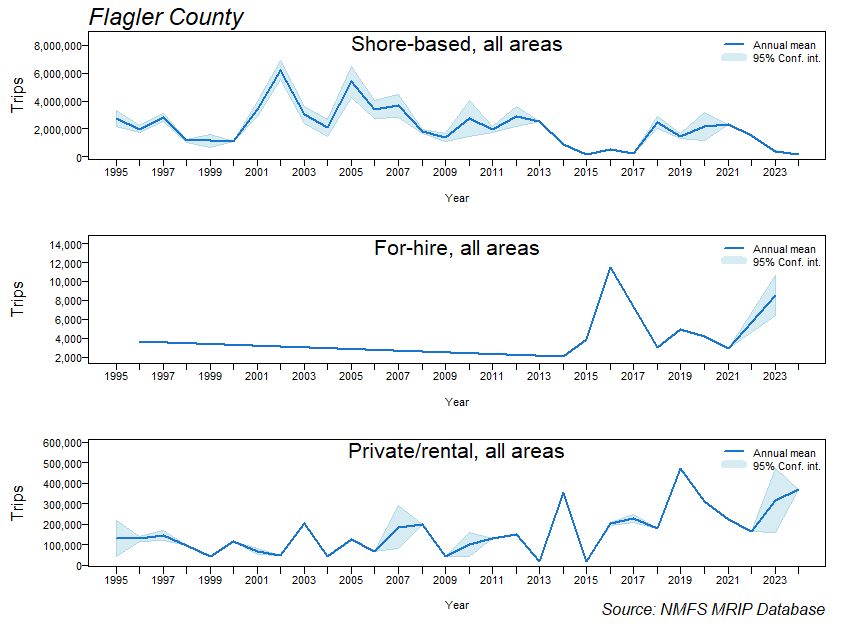 Flagler County
Shore-based, all areas
Annual mean
95% Conf. int.
Trips
8,000,000
6,000,000
4,000,000
2,000,000
0
1995 1997 1999 2001 2003 2005 2007 2009 2011 2013 2015 2017 2019 2021 2023
Year
For-hire, all areas
Annual mean
95% Conf. int.
Trips
14,000
12,000
10,000
8,000
6,000
4,000
2,000
1995 1997 1999 2001 2003 2005 2007 2009 2011 2013 2015 2017 2019 2021 2023
Year
Private/rental, all areas
Annual mean
95% Conf. int.
Trips
600,000
500,000
400,000
300,000
200,000
100,000
0
1995 1997 1999 2001 2003 2005 2007 2009 2011 2013 2015 2017 2019 2021 2023
Year
Source: NMFS MRIP Database